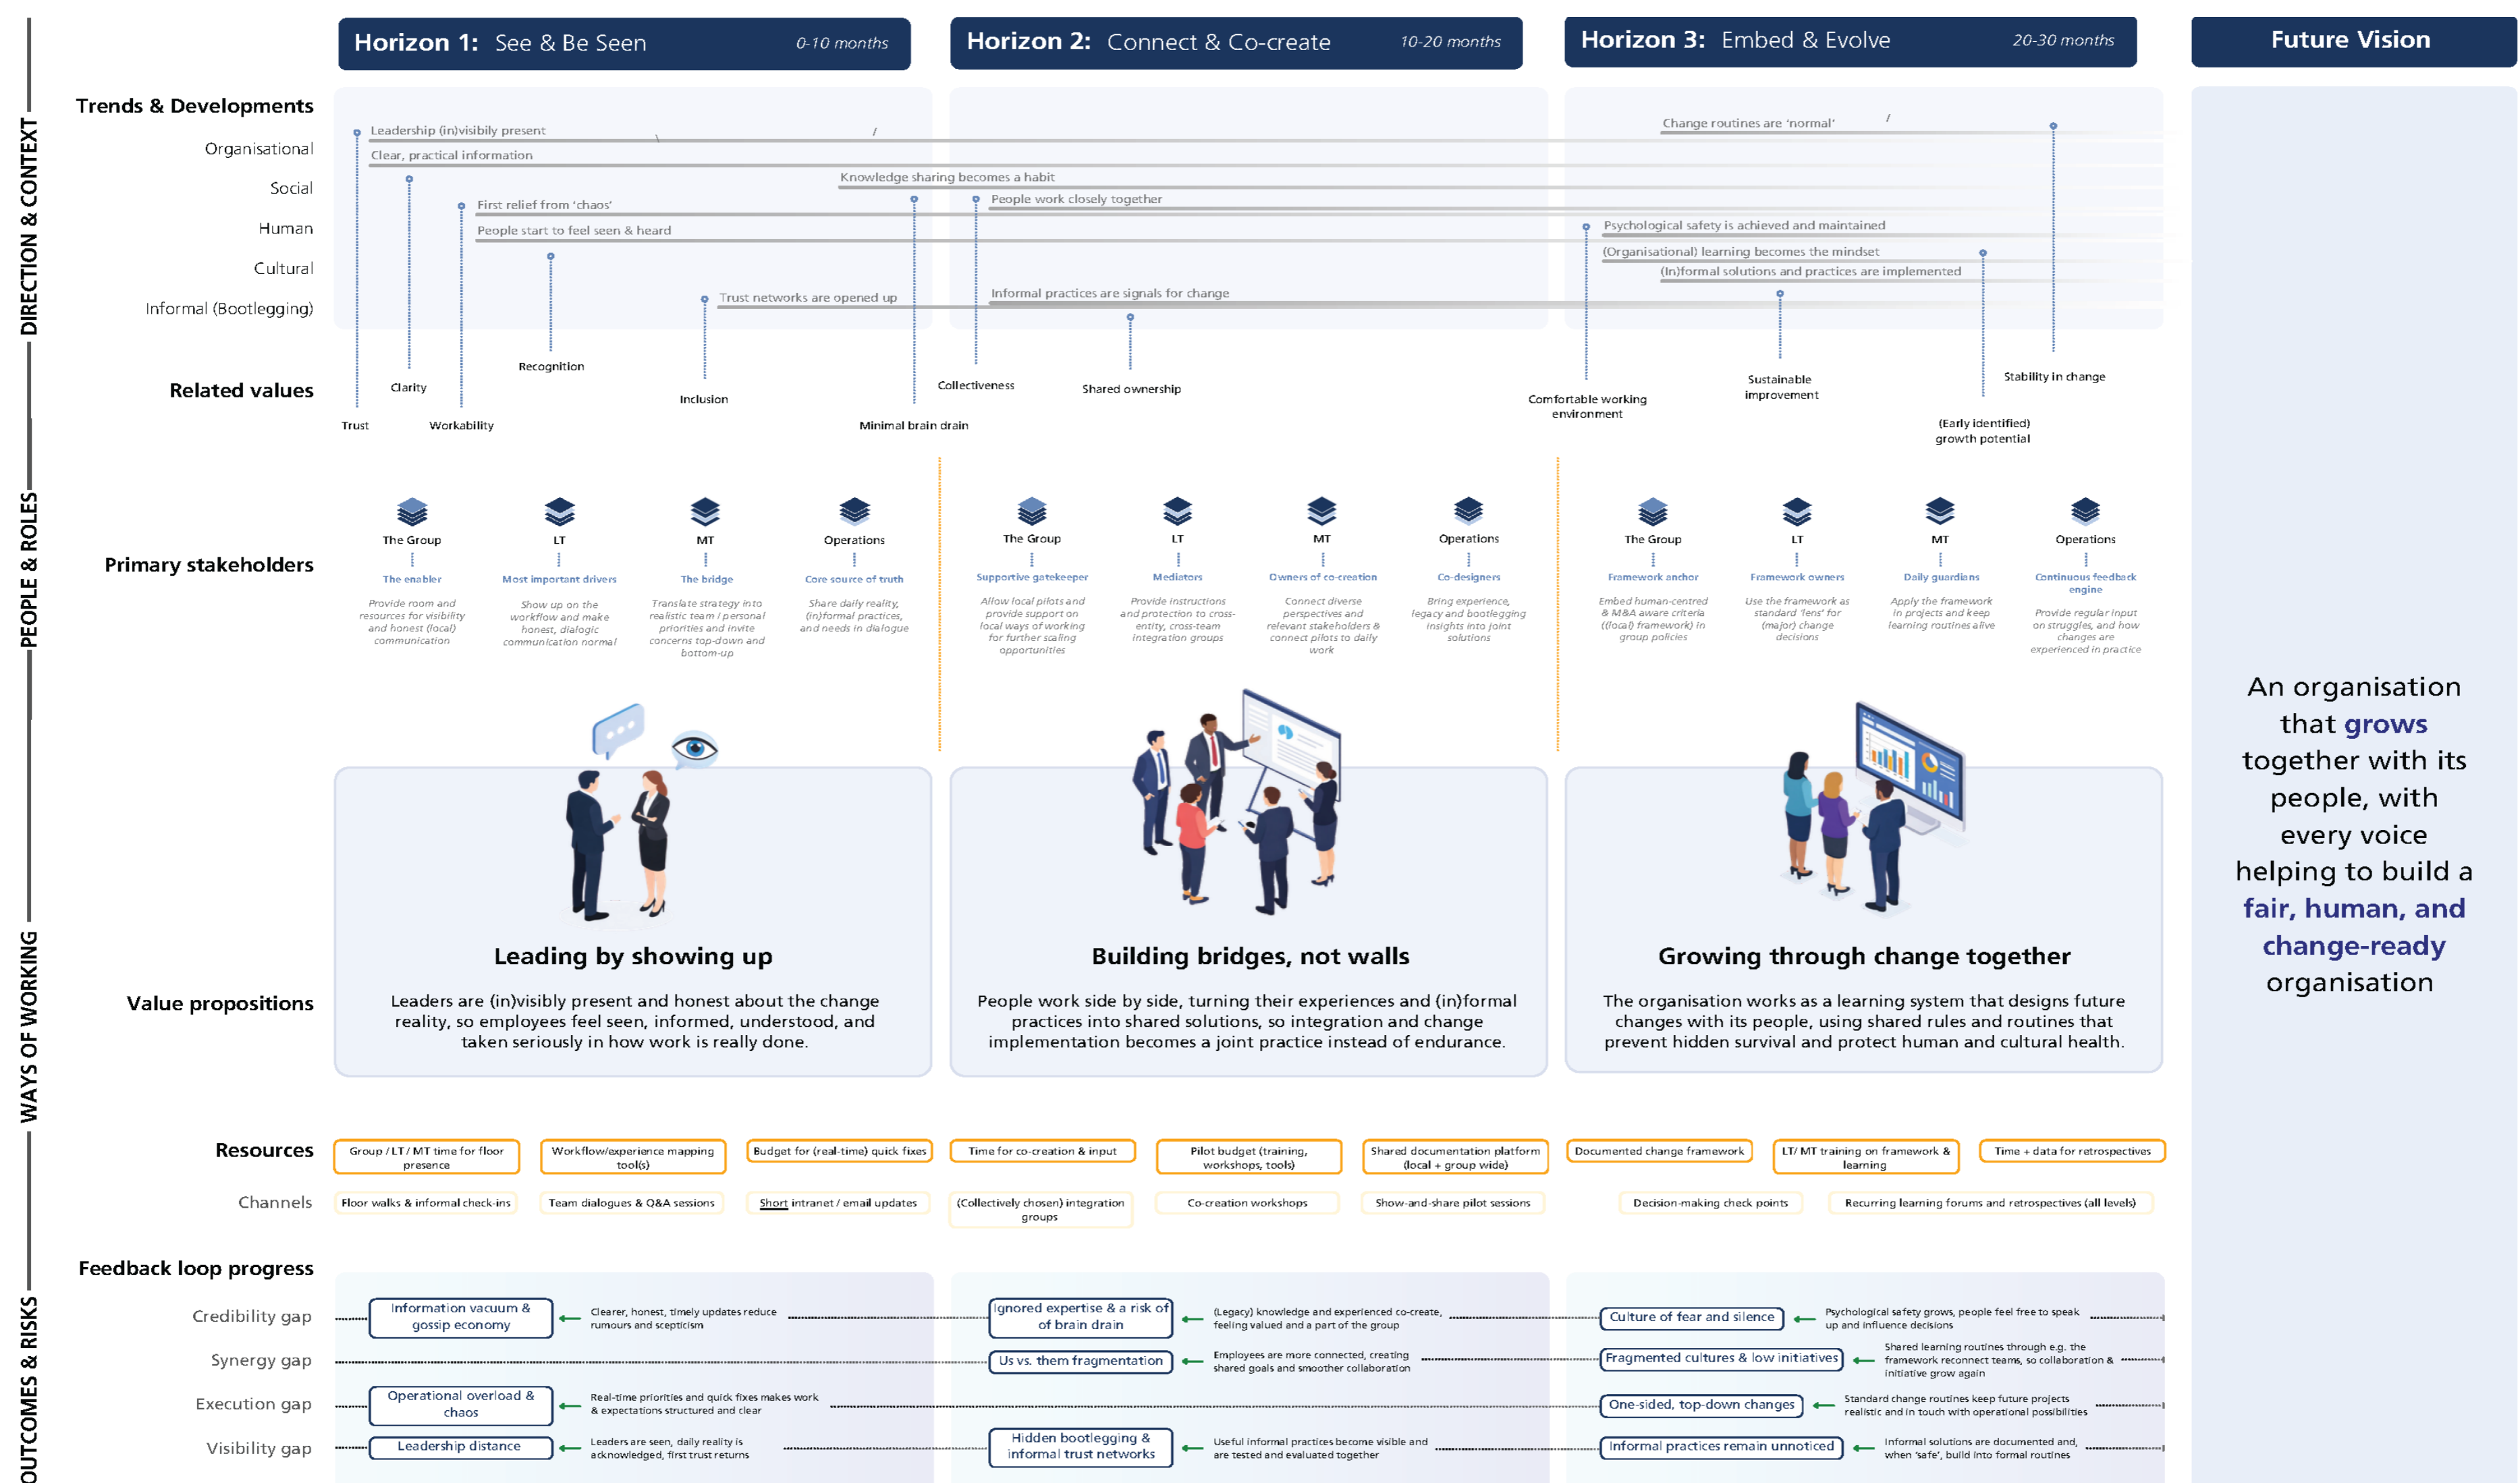 Horizon 1: See & Be Seen 0-10 months
Horizon 2: Connect & Co-create 10-20 months
Horizon 3: Embed & Evolve 20-30 months
Future Vision
DIRECTION & CONTEXT
Trends & Developments
Organisational
Social
Human
Cultural
Informal (Bootlegging)
Leadership (in)visibily present
\
/
Change routines are ‘normal’
/
Clear, practical information
Knowledge sharing becomes a habit
First relief from ‘chaos’
People work closely together
People start to feel seen & heard
Psychological safety is achieved and maintained
(Organisational) learning becomes the mindset
(In)formal solutions and practices are implemented
Trust networks are opened up
Informal practices are signals for change
Related values
Trust
Clarity
Workability
Recognition
Inclusion
Minimal brain drain
Collectiveness
Shared ownership
Comfortable working
environment
Sustainable
improvement
(Early identified)
growth potential
Stability in change
PEOPLE & ROLES
Primary stakeholders
The Group
The enabler
Provide room and
resources for visibility
and honest (local)
communication
LT
Most important drivers
Show up on the
workflow and make
honest, dialogic
communication normal
MT
The bridge
Translate strategy into
realistic team / personal
priorities and invite
concerns top-down and
bottom-up
Operations
Core source of truth
Share daily reality,
(in)formal practices,
and needs in dialogue
The Group
Supportive gatekeeper
Allow local pilots and
provide support on
local ways of working
for further scaling
opportunities
LT
Mediators
Provide instructions
and protection to cross-
entity, cross-team
integration groups
MT
Owners of co-creation
Connect diverse
perspectives and
relevant stakeholders &
connect pilots to daily
work
Operations
Co-designers
Bring experience,
legacy and bootlegging
insights into joint
solutions
The Group
Framework anchor
Embed human-centred
& M&A aware criteria
((local) framework) in
group policies
LT
Framework owners
Use the framework as
standard ‘lens’ for
(major) change
decisions
MT
Daily guardians
Apply the framework
in projects and keep
learning routines alive
Operations
Continuous feedback
engine
Provide regular input
on struggles, and how
changes are
experienced in practice
WAYS OF WORKING
Value propositions
Leading by showing up
Leaders are (in)visibly present and honest about the change
reality, so employees feel seen, informed, understood, and
taken seriously in how work is really done.
Building bridges, not walls
People work side by side, turning their experiences and (in)formal
practices into shared solutions, so integration and change
implementation becomes a joint practice instead of endurance.
Growing through change together
The organisation works as a learning system that designs future
changes with its people, using shared rules and routines that
prevent hidden survival and protect human and cultural health.
An organisation
that grows
together with its
people, with
every voice
helping to build a
fair, human, and
change-ready
organisation
Resources
Group / LT / MT time for floor
presence
Workflow/experience mapping
tool(s)
Budget for (real-time) quick fixes
Time for co-creation & input
Pilot budget (training,
workshops, tools)
Shared documentation platform
(local + group wide)
Documented change framework
LT/ MT training on framework &
learning
Time + data for retrospectives
Channels
Floor walks & informal check-ins
Team dialogues & Q&A sessions
Short intranet / email updates
(Collectively chosen) integration
groups
Co-creation workshops
Show-and-share pilot sessions
Decision-making check points
Recurring learning forums and retrospectives (all levels)
OUTCOMES & RISKS
Feedback loop progress
Credibility gap
Information vacuum &
gossip economy
Clearer, honest, timely updates reduce
rumours and scepticism
Ignored expertise & a risk of
of brain drain
(Legacy) knowledge and experienced co-create,
feeling valued and a part of the group
Culture of fear and silence
Psychological safety grows, people feel free to speak
up and influence decisions
Synergy gap
Us vs. them fragmentation
Employees are more connected, creating
shared goals and smoother collaboration
Fragmented cultures & low initiatives
Shared learning routines through e.g. the
framework reconnect teams, so collaboration &
initiative grow again
Execution gap
Operational overload &
chaos
Real-time priorities and quick fixes makes work
& expectations structured and clear
One-sided, top-down changes
Standard change routines keep future projects
realistic and in touch with operational possibilities
Visibility gap
Leadership distance
Leaders are seen, daily reality is
acknowledged, first trust returns
Hidden bootlegging &
informal trust networks
Useful informal practices become visible and
are tested and evaluated together
Informal practices remain unnoticed
Informal solutions are documented and,
when ‘safe’, build into formal routines